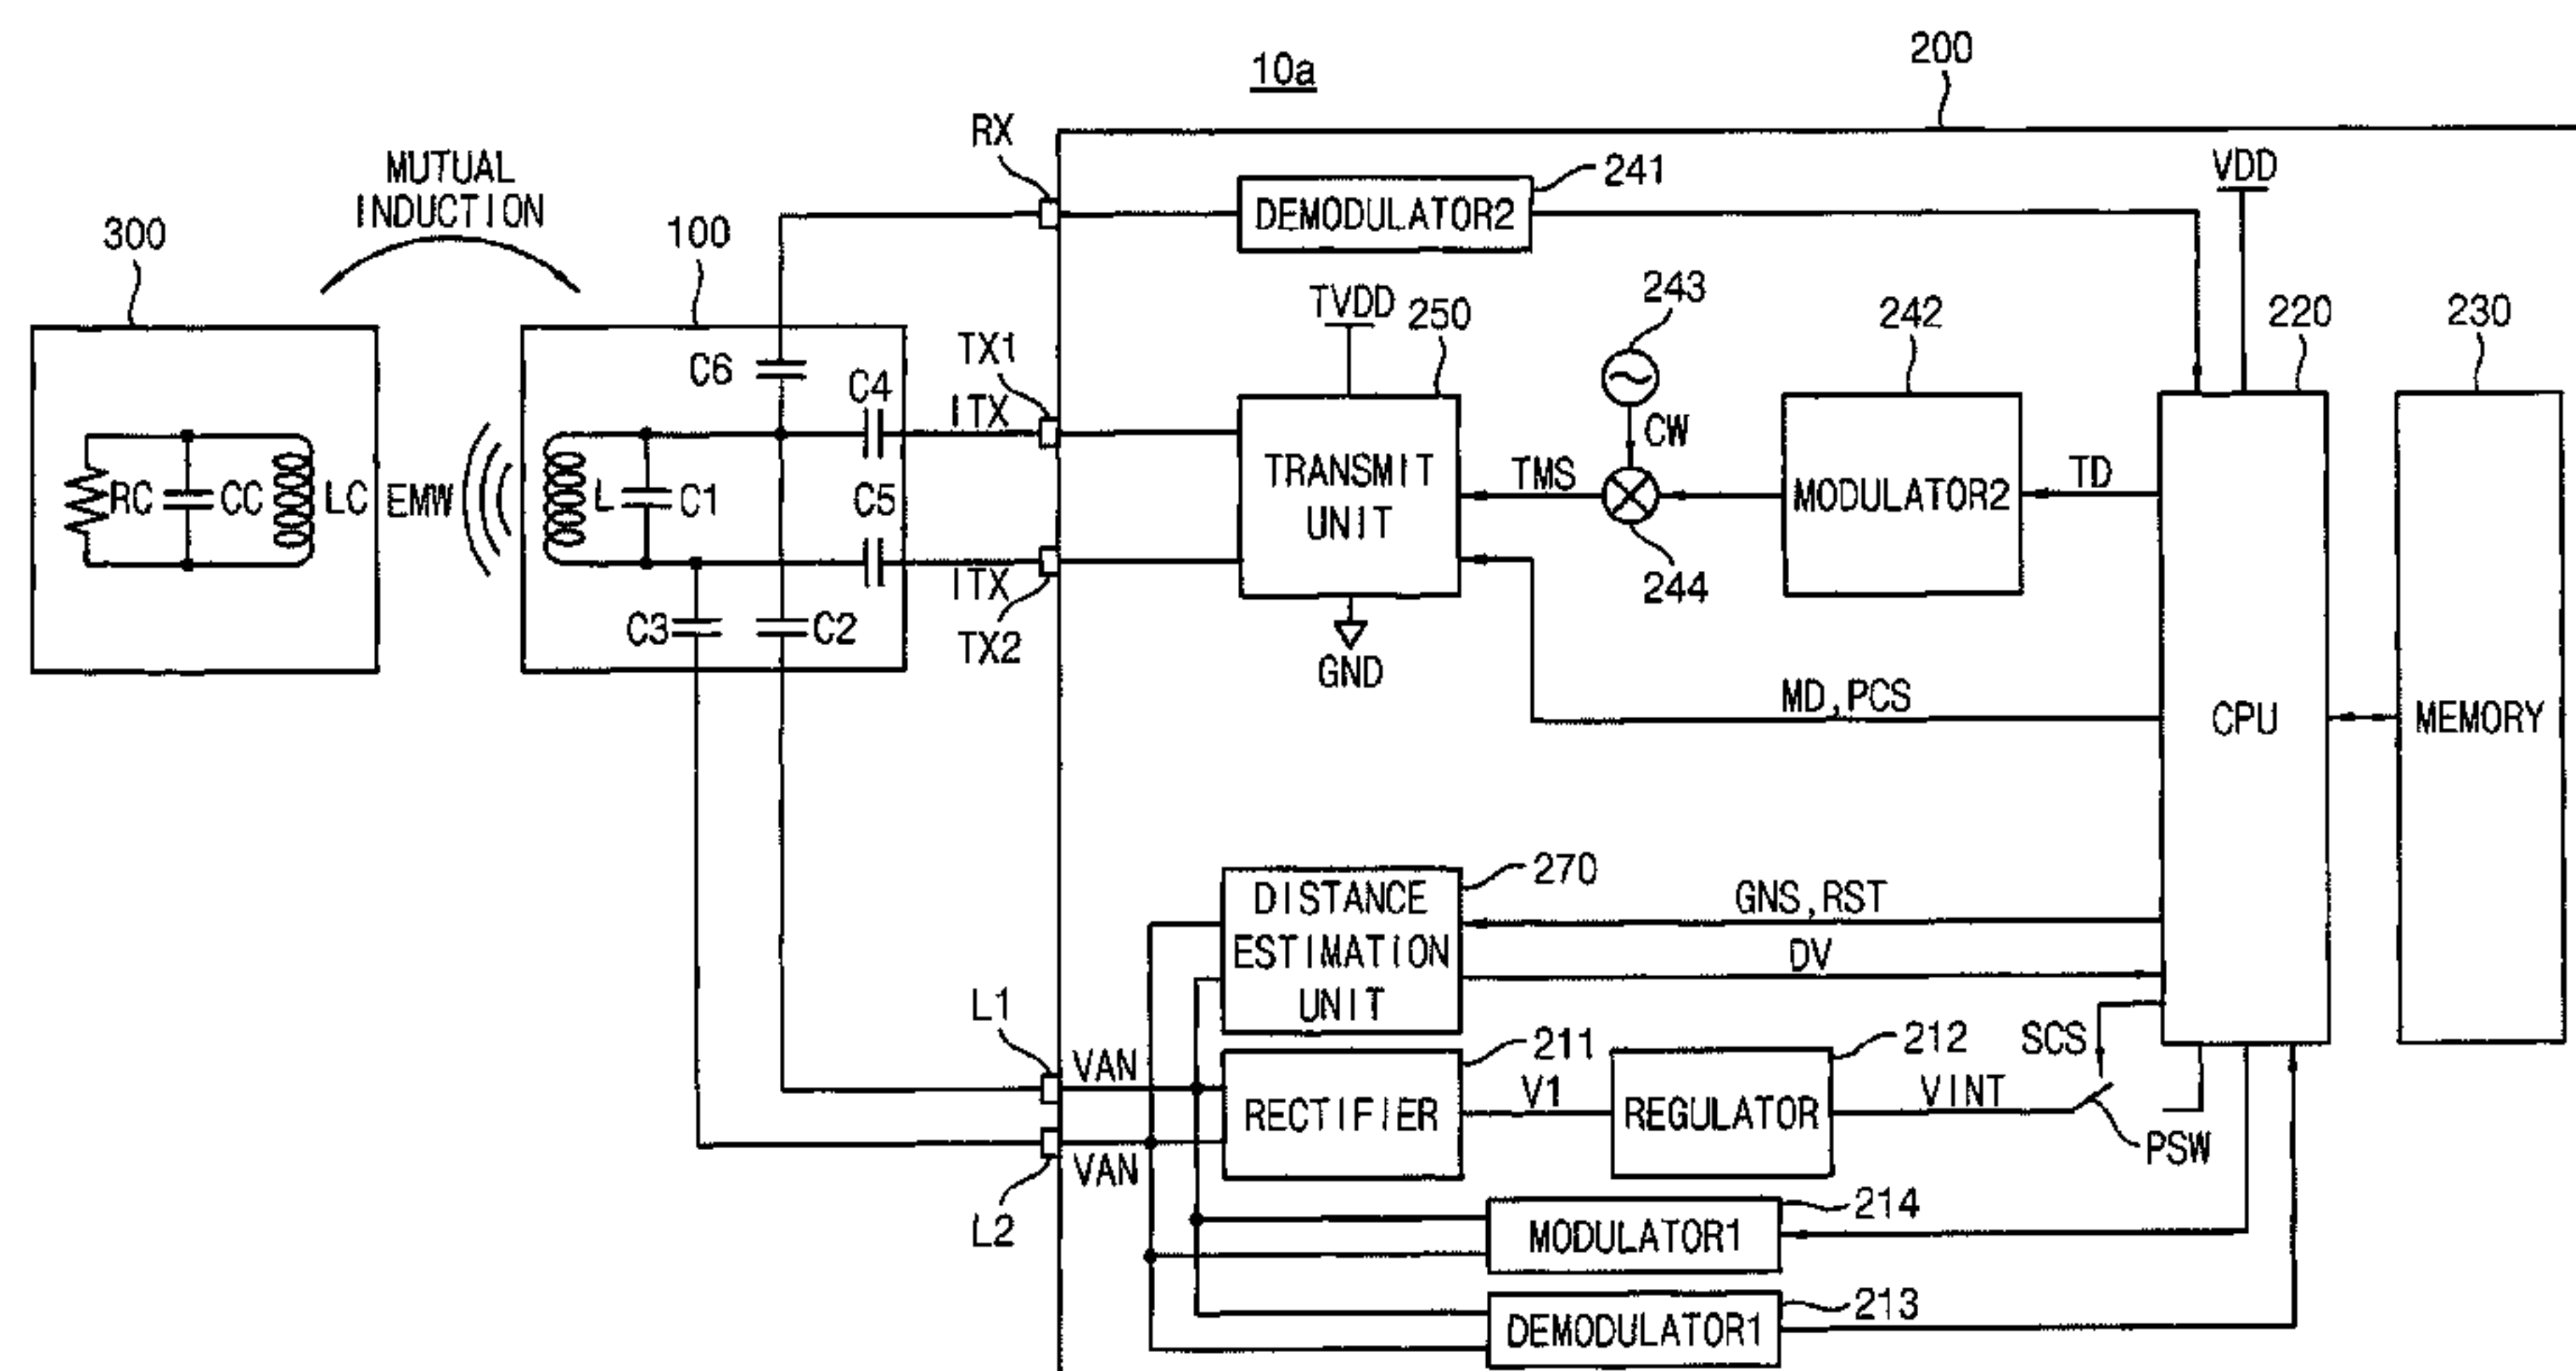 200
10a
RX
241
VDD
MUTUAL
INDUCTION
DEMODULATOR2
300
100
243
TVDD
250
242
220
230
TX1
C6
C4
ITX
CW
RC
CC
LC
EMW
L
C1
C5
TRANSMIT
UNIT
TMS
MODULATOR2
TD
244
ITX
C3
C2
TX2
GND
MD,PCS
CPU
MEMORY
270
DISTANCE
ESTIMATION
UNIT
GNS,RST
DV
L1
VAN
211
212
SCS
RECTIFIER
V1
REGULATOR
VINT
PSW
VAN
L2
214
MODULATOR1
213
DEMODULATOR1